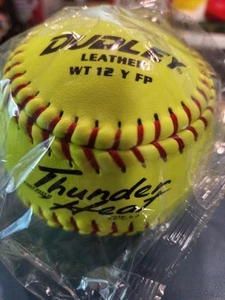 DUDLEY
LEATHER
WT 12 Y FP
Thunder
Heat